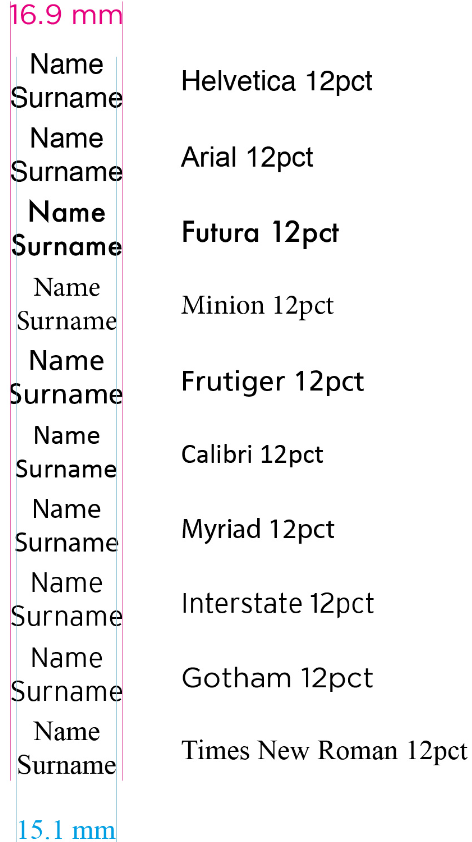 16.9 mm
Name
Surname
Helvetica 12pct
Name
Surname
Arial 12pct
Name
Surname
Futura 12pct
Name
Surname
Minion 12pct
Name
Surname
Frutiger 12pct
Name
Surname
Calibri 12pct
Name
Surname
Myriad 12pct
Name
Surname
Interstate 12pct
Name
Surname
Gotham 12pct
Name
Surname
Times New Roman 12pct
15.1 mm